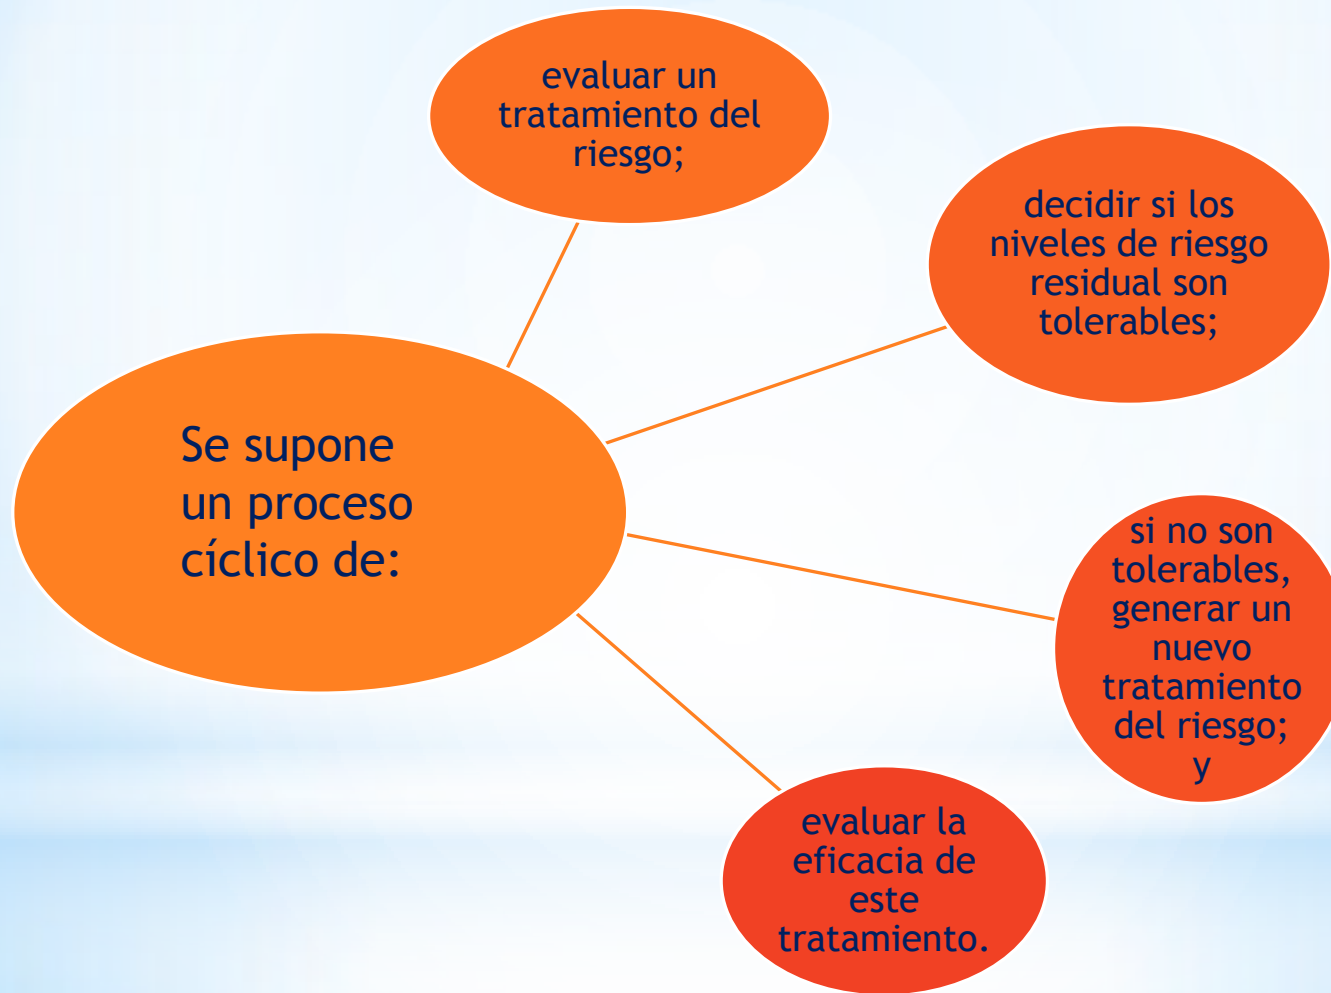 Se supone
un proceso
cíclico de:
evaluar un
tratamiento del
riesgo;
decidir si los
niveles de riesgo
residual son
tolerables;
si no son
tolerables,
generar un
nuevo
tratamiento
del riesgo;
y
evaluar la
eficacia de
este
tratamiento.